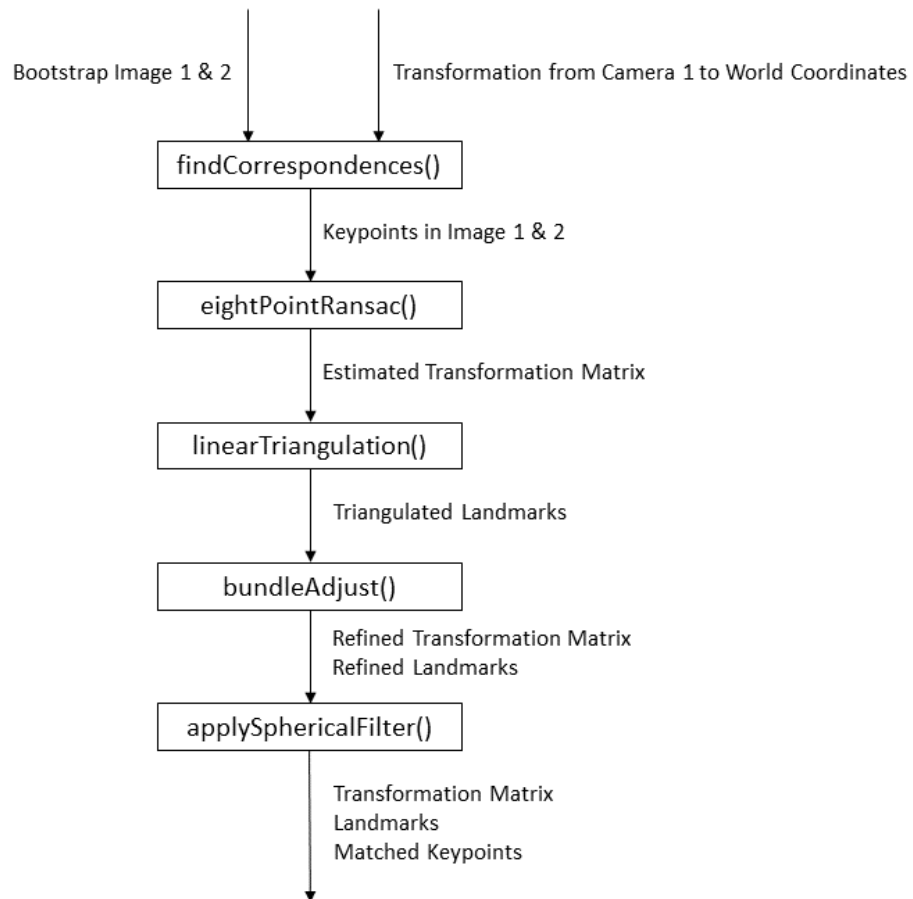 Bootstrap Image 1 & 2
Transformation from Camera 1 to World Coordinates
findCorrespondences()
Keypoints in Image 1 & 2
eightPointRansac()
Estimated Transformation Matrix
linearTriangulation()
Triangulated Landmarks
bundleAdjust()
Refined Transformation Matrix
Refined Landmarks
applySphericalFilter()
Transformation Matrix
Landmarks
Matched Keypoints